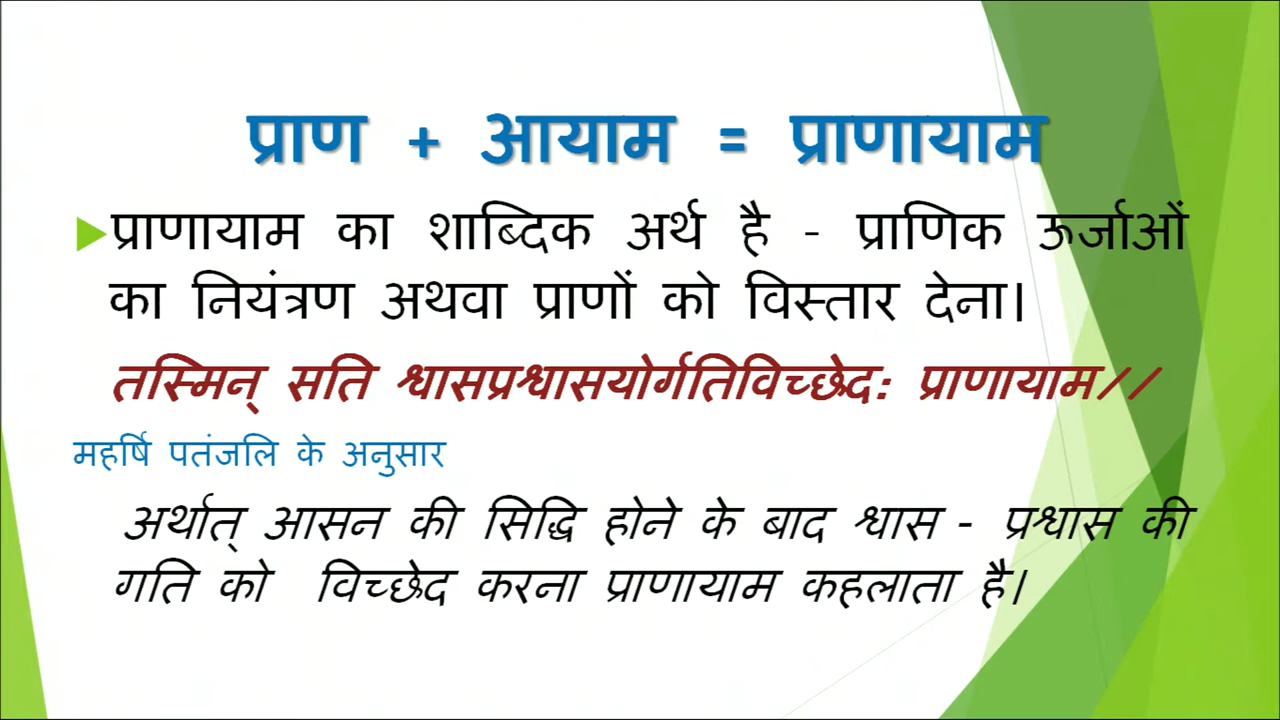 प्राण + आयाम = प्राणायाम
प्राणायाम का शाब्दिक अर्थ है - प्राणिक ऊर्जाओं
का नियंत्रण अथवा प्राणों को विस्तार देना।
तस्मिन् सति श्वासप्रश्वासयोर्गतिविच्छेद: प्राणायाम//
महर्षि पतंजलि के अनुसार
अर्थात् आसन की सिद्धि होने के बाद श्वास - प्रश्वास की
गति को विच्छेद करना प्राणायाम कहलाता है।